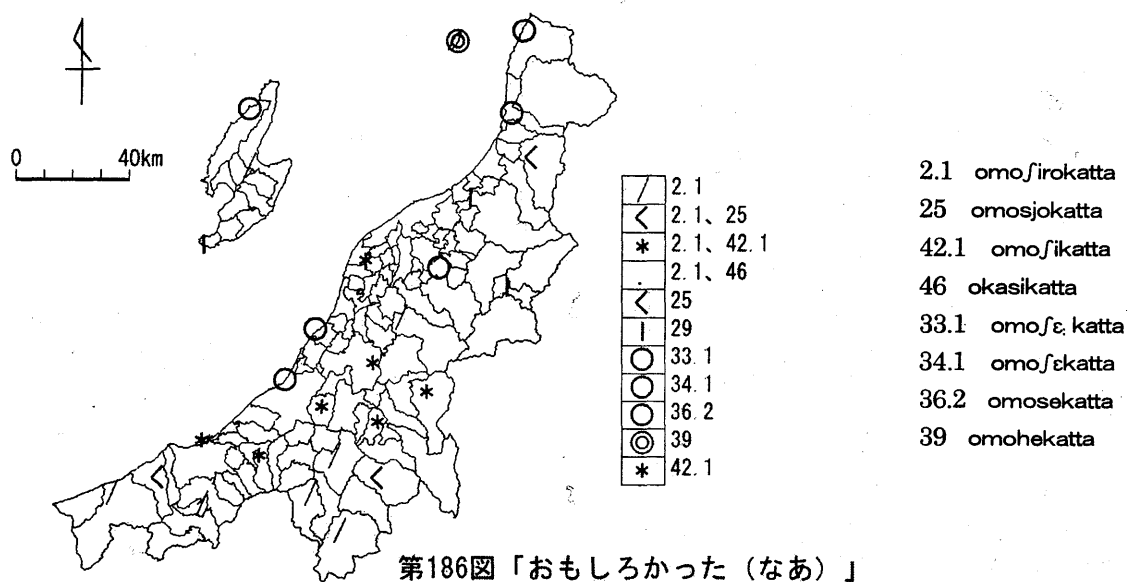 0 40km
2.1
2.1、25
2.1、42.1
2.1、46
25
29
33.1
34.1
36.2
39
42.1
2.1 omoʃirokatta
25 omosjokatta
42.1 omoʃikatta
46 okasikatta
33.1 omoʃɛ̣katta
34.1 omoʃɛkatta
36.2 omosekatta
39 omohekatta
第186図「おもしろかった（なあ）」